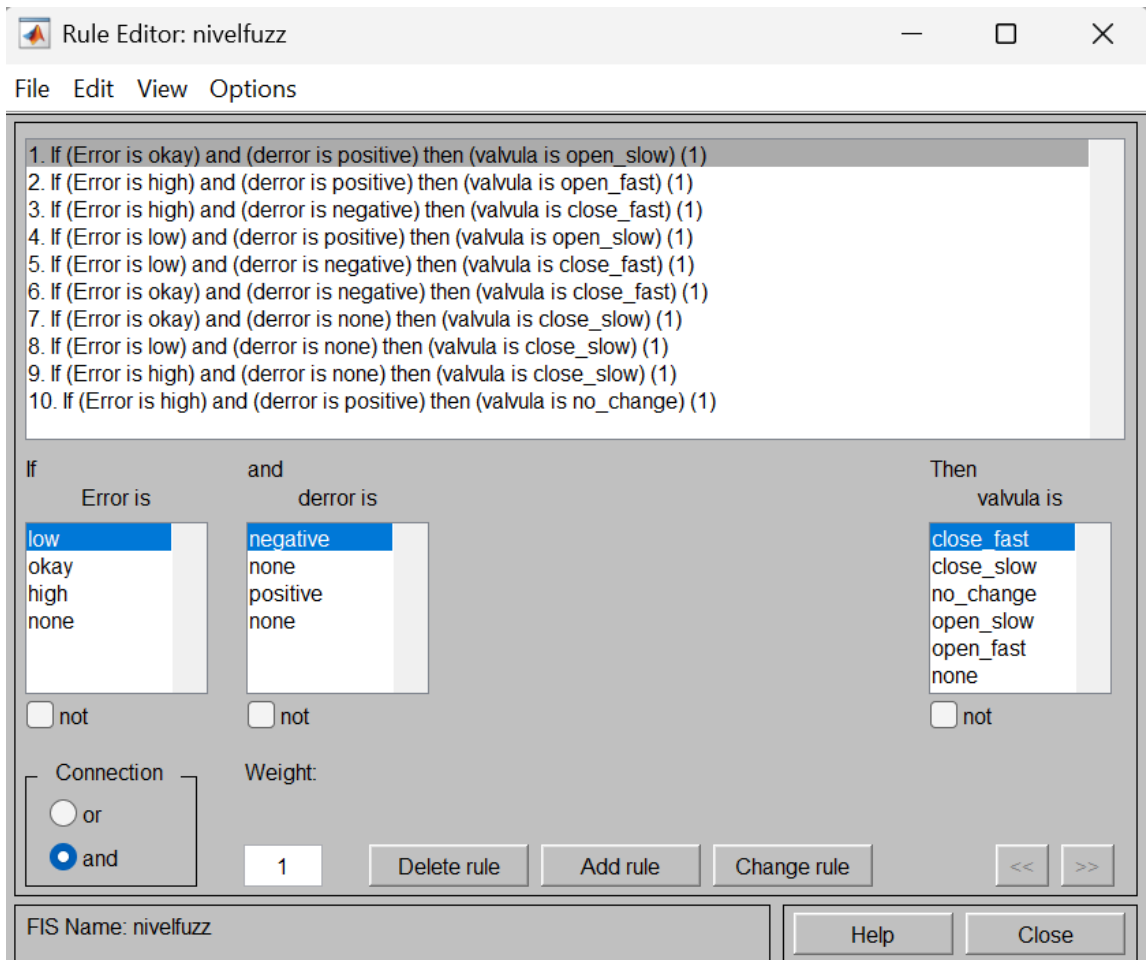 Rule Editor: nivelfuzz
File Edit View Options
1. If (Error is okay) and (derror is positive) then (valvula is open_slow) (1)
2. If (Error is high) and (derror is positive) then (valvula is open_fast) (1)
3. If (Error is high) and (derror is negative) then (valvula is close_fast) (1)
4. If (Error is low) and (derror is positive) then (valvula is open_slow) (1)
5. If (Error is low) and (derror is negative) then (valvula is close_fast) (1)
6. If (Error is okay) and (derror is negative) then (valvula is close_fast) (1)
7. If (Error is okay) and (derror is none) then (valvula is close_slow) (1)
8. If (Error is low) and (derror is none) then (valvula is close_slow) (1)
9. If (Error is high) and (derror is none) then (valvula is close_slow) (1)
10. If (Error is high) and (derror is positive) then (valvula is no_change) (1)
If
Error is
low
okay
high
none
not
and
derror is
negative
none
positive
none
not
Then
valvula is
close_fast
close_slow
no_change
open_slow
open_fast
none
not
Connection
or
and
Weight:
1
Delete rule
Add rule
Change rule
<<
>>
FIS Name: nivelfuzz
Help
Close